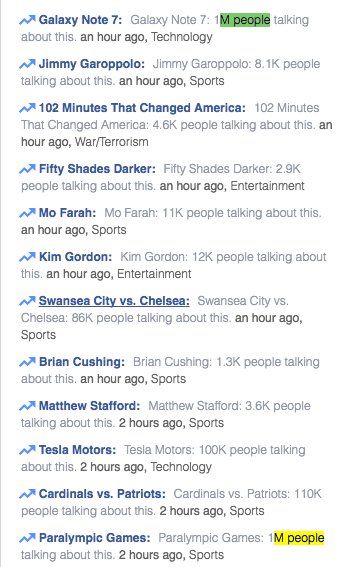 Galaxy Note 7: Galaxy Note 7: 1M people talking
about this. an hour ago, Technology
Jimmy Garoppolo: Jimmy Garoppolo: 8.1K people
talking about this. an hour ago, Sports
102 Minutes That Changed America: 102 Minutes
That Changed America: 4.6K people talking about this. an
hour ago, War/Terrorism
Fifty Shades Darker: Fifty Shades Darker: 2.9K
people talking about this. an hour ago, Entertainment
Mo Farah: Mo Farah: 11K people talking about this.
an hour ago, Sports
Kim Gordon: Kim Gordon: 12K people talking about
this. an hour ago, Entertainment
Swansea City vs. Chelsea: Swansea City vs.
Chelsea: 86K people talking about this. an hour ago,
Sports
Brian Cushing: Brian Cushing: 1.3K people talking
about this. an hour ago, Sports
Matthew Stafford: Matthew Stafford: 3.6K people
talking about this. 2 hours ago, Sports
Tesla Motors: Tesla Motors: 100K people talking
about this. 2 hours ago, Technology
Cardinals vs. Patriots: Cardinals vs. Patriots: 110K
people talking about this. 2 hours ago, Sports
Paralympic Games: Paralympic Games: 1M people
talking about this. 2 hours ago, Sports